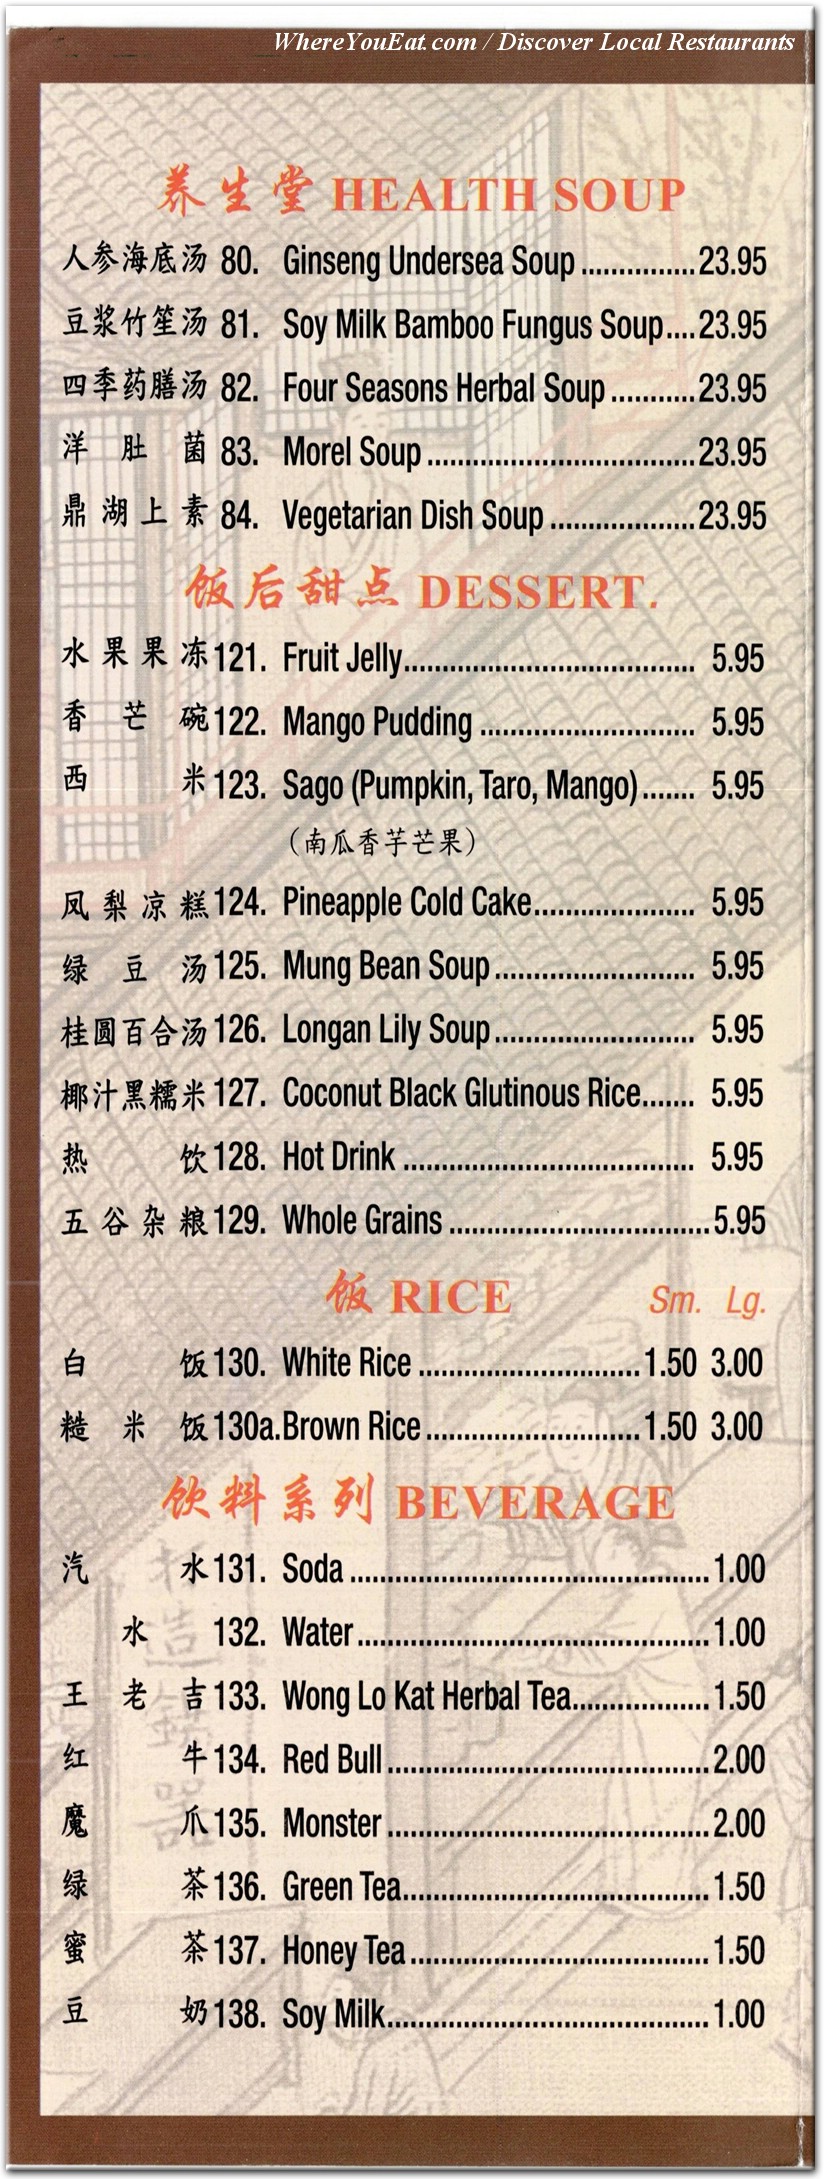 WhereYouEat.com / Discover Local Restaurants
养生堂 HEALTH SOUP
人参海底汤 80. Ginseng Undersea Soup ...............23.95
豆浆竹笙汤 81. Soy Milk Bamboo Fungus Soup....23.95
四季药膳汤 82. Four Seasons Herbal Soup ...........23.95
洋肚菌 83. Morel Soup ...................................23.95
鼎湖上素 84. Vegetarian Dish Soup ...................23.95
饭后甜点 DESSERT.
水果果冻 121. Fruit Jelly...................................... 5.95
香芒碗 122. Mango Pudding ............................ 5.95
西米 123. Sago (Pumpkin, Taro, Mango)....... 5.95
（南瓜香芋芒果）
凤梨凉糕 124. Pineapple Cold Cake..................... 5.95
绿豆汤 125. Mung Bean Soup.......................... 5.95
桂圆百合汤 126. Longan Lily Soup.......................... 5.95
椰汁黑糯米 127. Coconut Black Glutinous Rice....... 5.95
热饮 128. Hot Drink ...................................... 5.95
五谷杂粮 129. Whole Grains ..................................5.95
饭 RICE Sm. Lg.
白饭 130. White Rice .............................1.50 3.00
糙米饭 130a. Brown Rice ............................1.50 3.00
饮料系列 BEVERAGE
汽水 131. Soda ...............................................1.00
水 132. Water ..............................................1.00
王老吉 133. Wong Lo Kat Herbal Tea..................1.50
红牛 134. Red Bull ..........................................2.00
魔爪 135. Monster ..........................................2.00
绿茶 136. Green Tea........................................1.50
蜜茶 137. Honey Tea .......................................1.50
豆奶 138. Soy Milk..........................................1.00